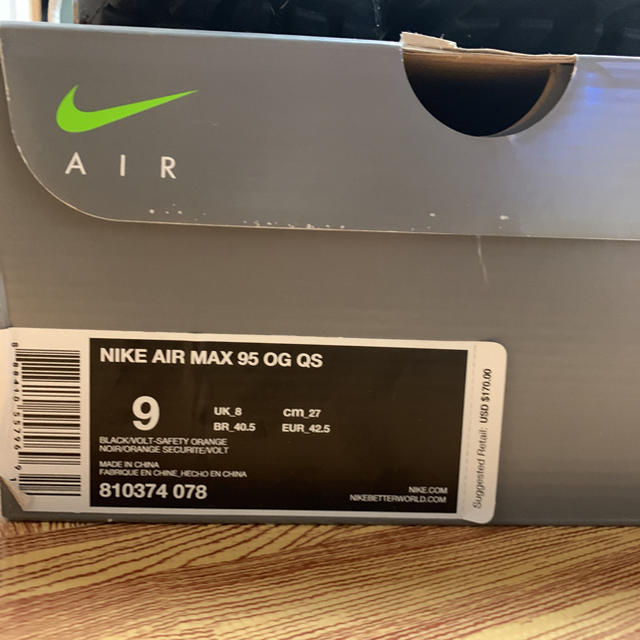 AIR
NIKE AIR MAX 95 OG QS
9
UK_8
cm_27
BR_40.5
EUR_42.5
BLACK/VOLT-SAFETY ORANGE
NOIR/ORANGE SECURITE/VOLT
MADE IN CHINA
FABRIQUE EN CHINE_HECHO EN CHINA
810374 078
NIKE.COM
NIKEBETTERWORLD.COM
Suggested Retail: USD $170.00